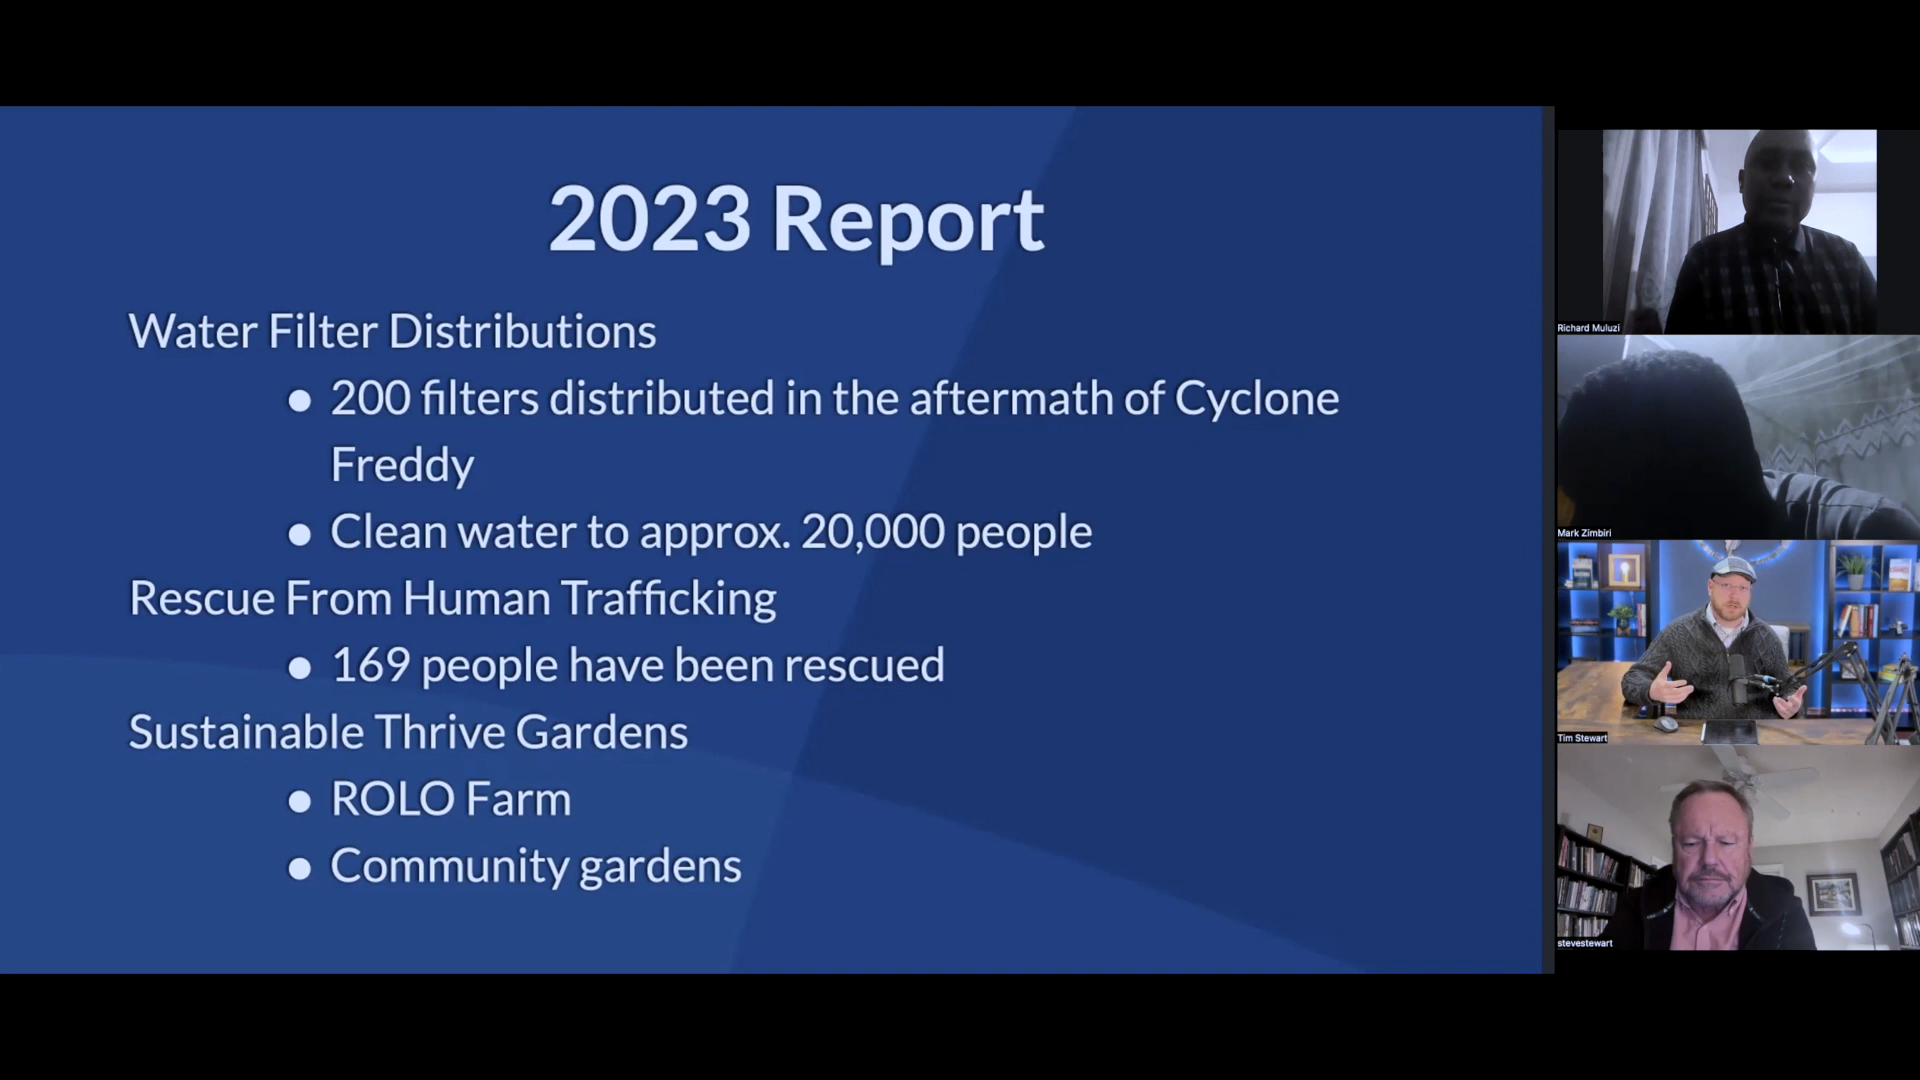 2023 Report
Water Filter Distributions
● 200 filters distributed in the aftermath of Cyclone
Freddy
● Clean water to approx. 20,000 people
Rescue From Human Trafficking
● 169 people have been rescued
Sustainable Thrive Gardens
● ROLO Farm
● Community gardens
Richard Muluzi
Mark Zimbiri
Tim Stewart
stevestewart